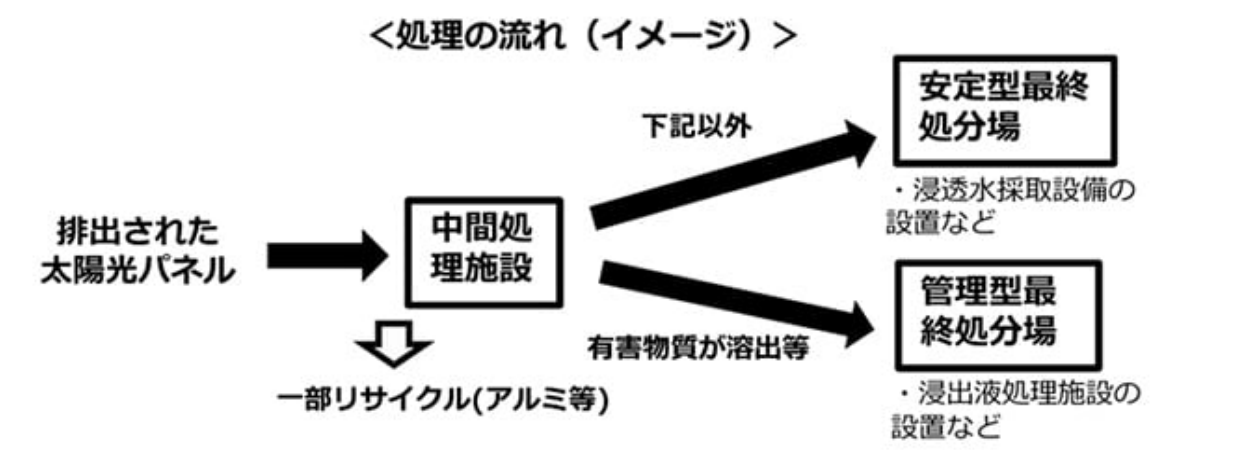 ＜処理の流れ（イメージ）＞
排出された
太陽光パネル
中間処
理施設
一部リサイクル(アルミ等)
下記以外
安定型最終
処分場
・浸透水採取設備の
設置など
有害物質が溶出等
管理型最
終処分場
・浸出液処理施設の
設置など